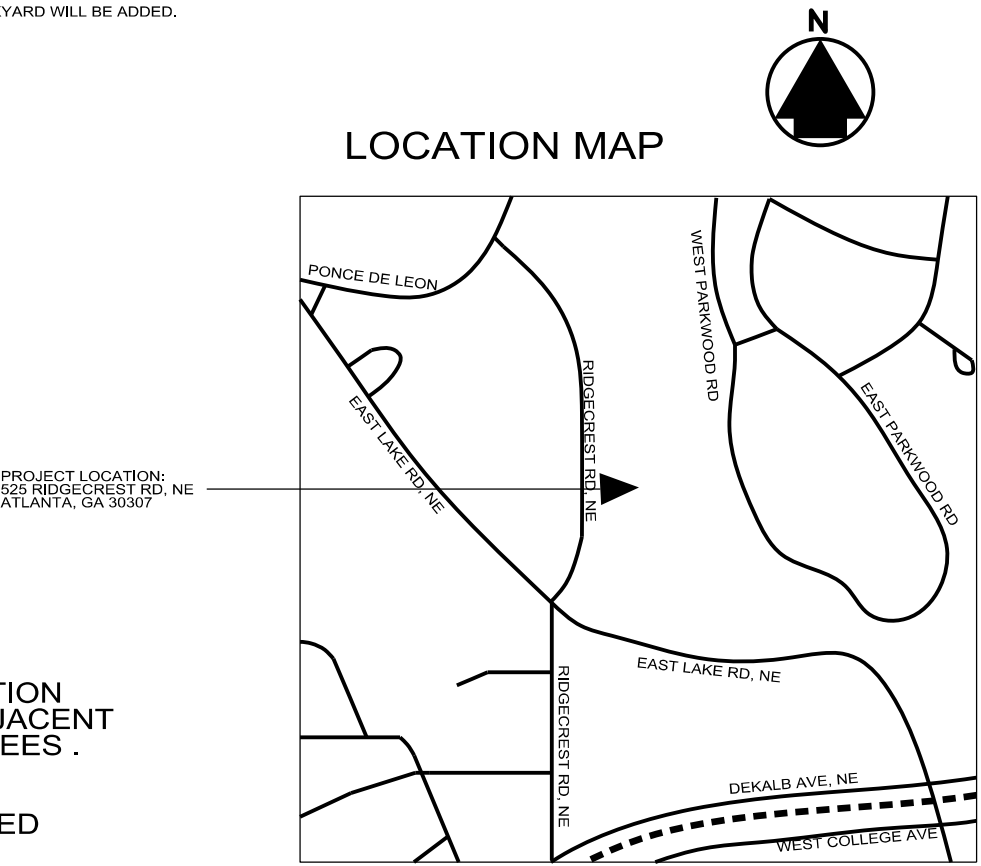 YARD WILL BE ADDED.
N
LOCATION MAP
PONCE DE LEON
WEST PARKWOOD RD
RIDGECREST RD, NE
EAST LAKE RD, NE
EAST PARKWOOD RD
PROJECT LOCATION:
525 RIDGECREST RD, NE
ATLANTA, GA 30307
EAST LAKE RD, NE
RIDGECREST RD, NE
TION
JACENT
EES .
DEKALB AVE, NE
ED
WEST COLLEGE AVE